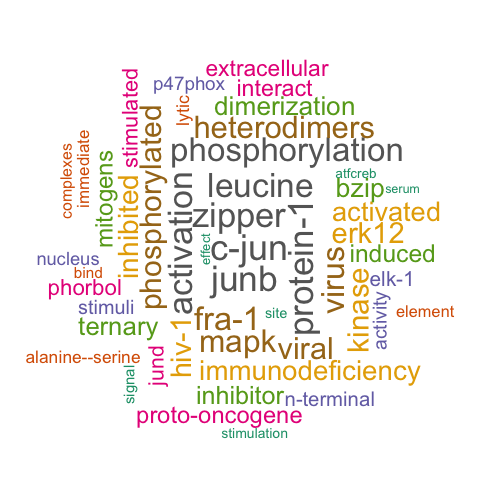 extracellular
p47phox
interact
stimulated
lytic
dimerization
heterodimers
phosphorylation
complexes
immediate
mitogens
inhibited
phosphorylated
activation
leucine
zipper
c-jun
junb
protein-1
effect
atfcreb
bzip
serum
activated
erk12
induced
virus
kinase
elk-1
activity
element
nucleus
bind
phorbol
stimuli
ternary
alanine--serine
signal
jund
hiv-1
fra-1
site
mapk
viral
immunodeficiency
inhibitor
n-terminal
proto-oncogene
stimulation